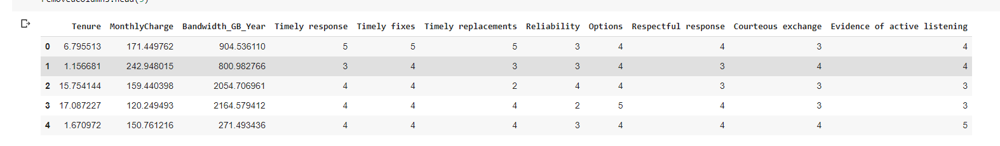 removedColumns.head(5)
Tenure MonthlyCharge Bandwidth_GB_Year Timely response Timely fixes Timely replacements Reliability Options Respectful response Courteous exchange Evidence of active listening
0 6.795513 171.449762 904.536110 5 5 5 3 4 4 3 4
1 1.156681 242.948015 800.982766 3 4 3 3 4 3 4 4
2 15.754144 159.440398 2054.706961 4 4 2 4 4 3 3 3
3 17.087227 120.249493 2164.579412 4 4 4 2 5 4 3 3
4 1.670972 150.761216 271.493436 4 4 4 3 4 4 4 5